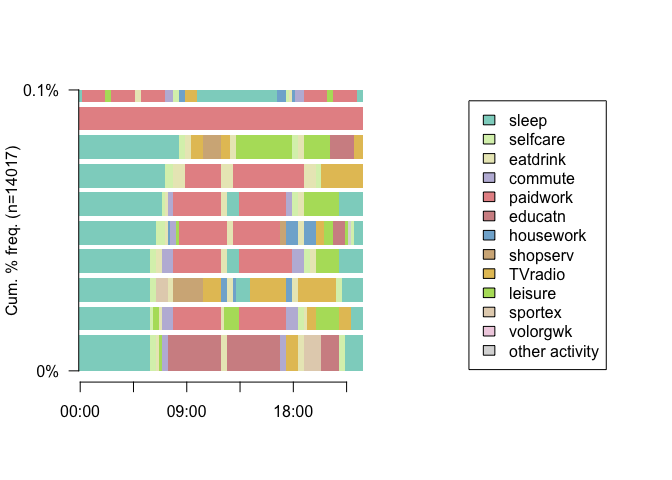 0.1%
Cum. % freq. (n=14017)
0%
00:00
09:00
18:00
sleep
selfcare
eatdrink
commute
paidwork
educatn
housework
shopserv
TVradio
leisure
sportex
volorgwk
other activity